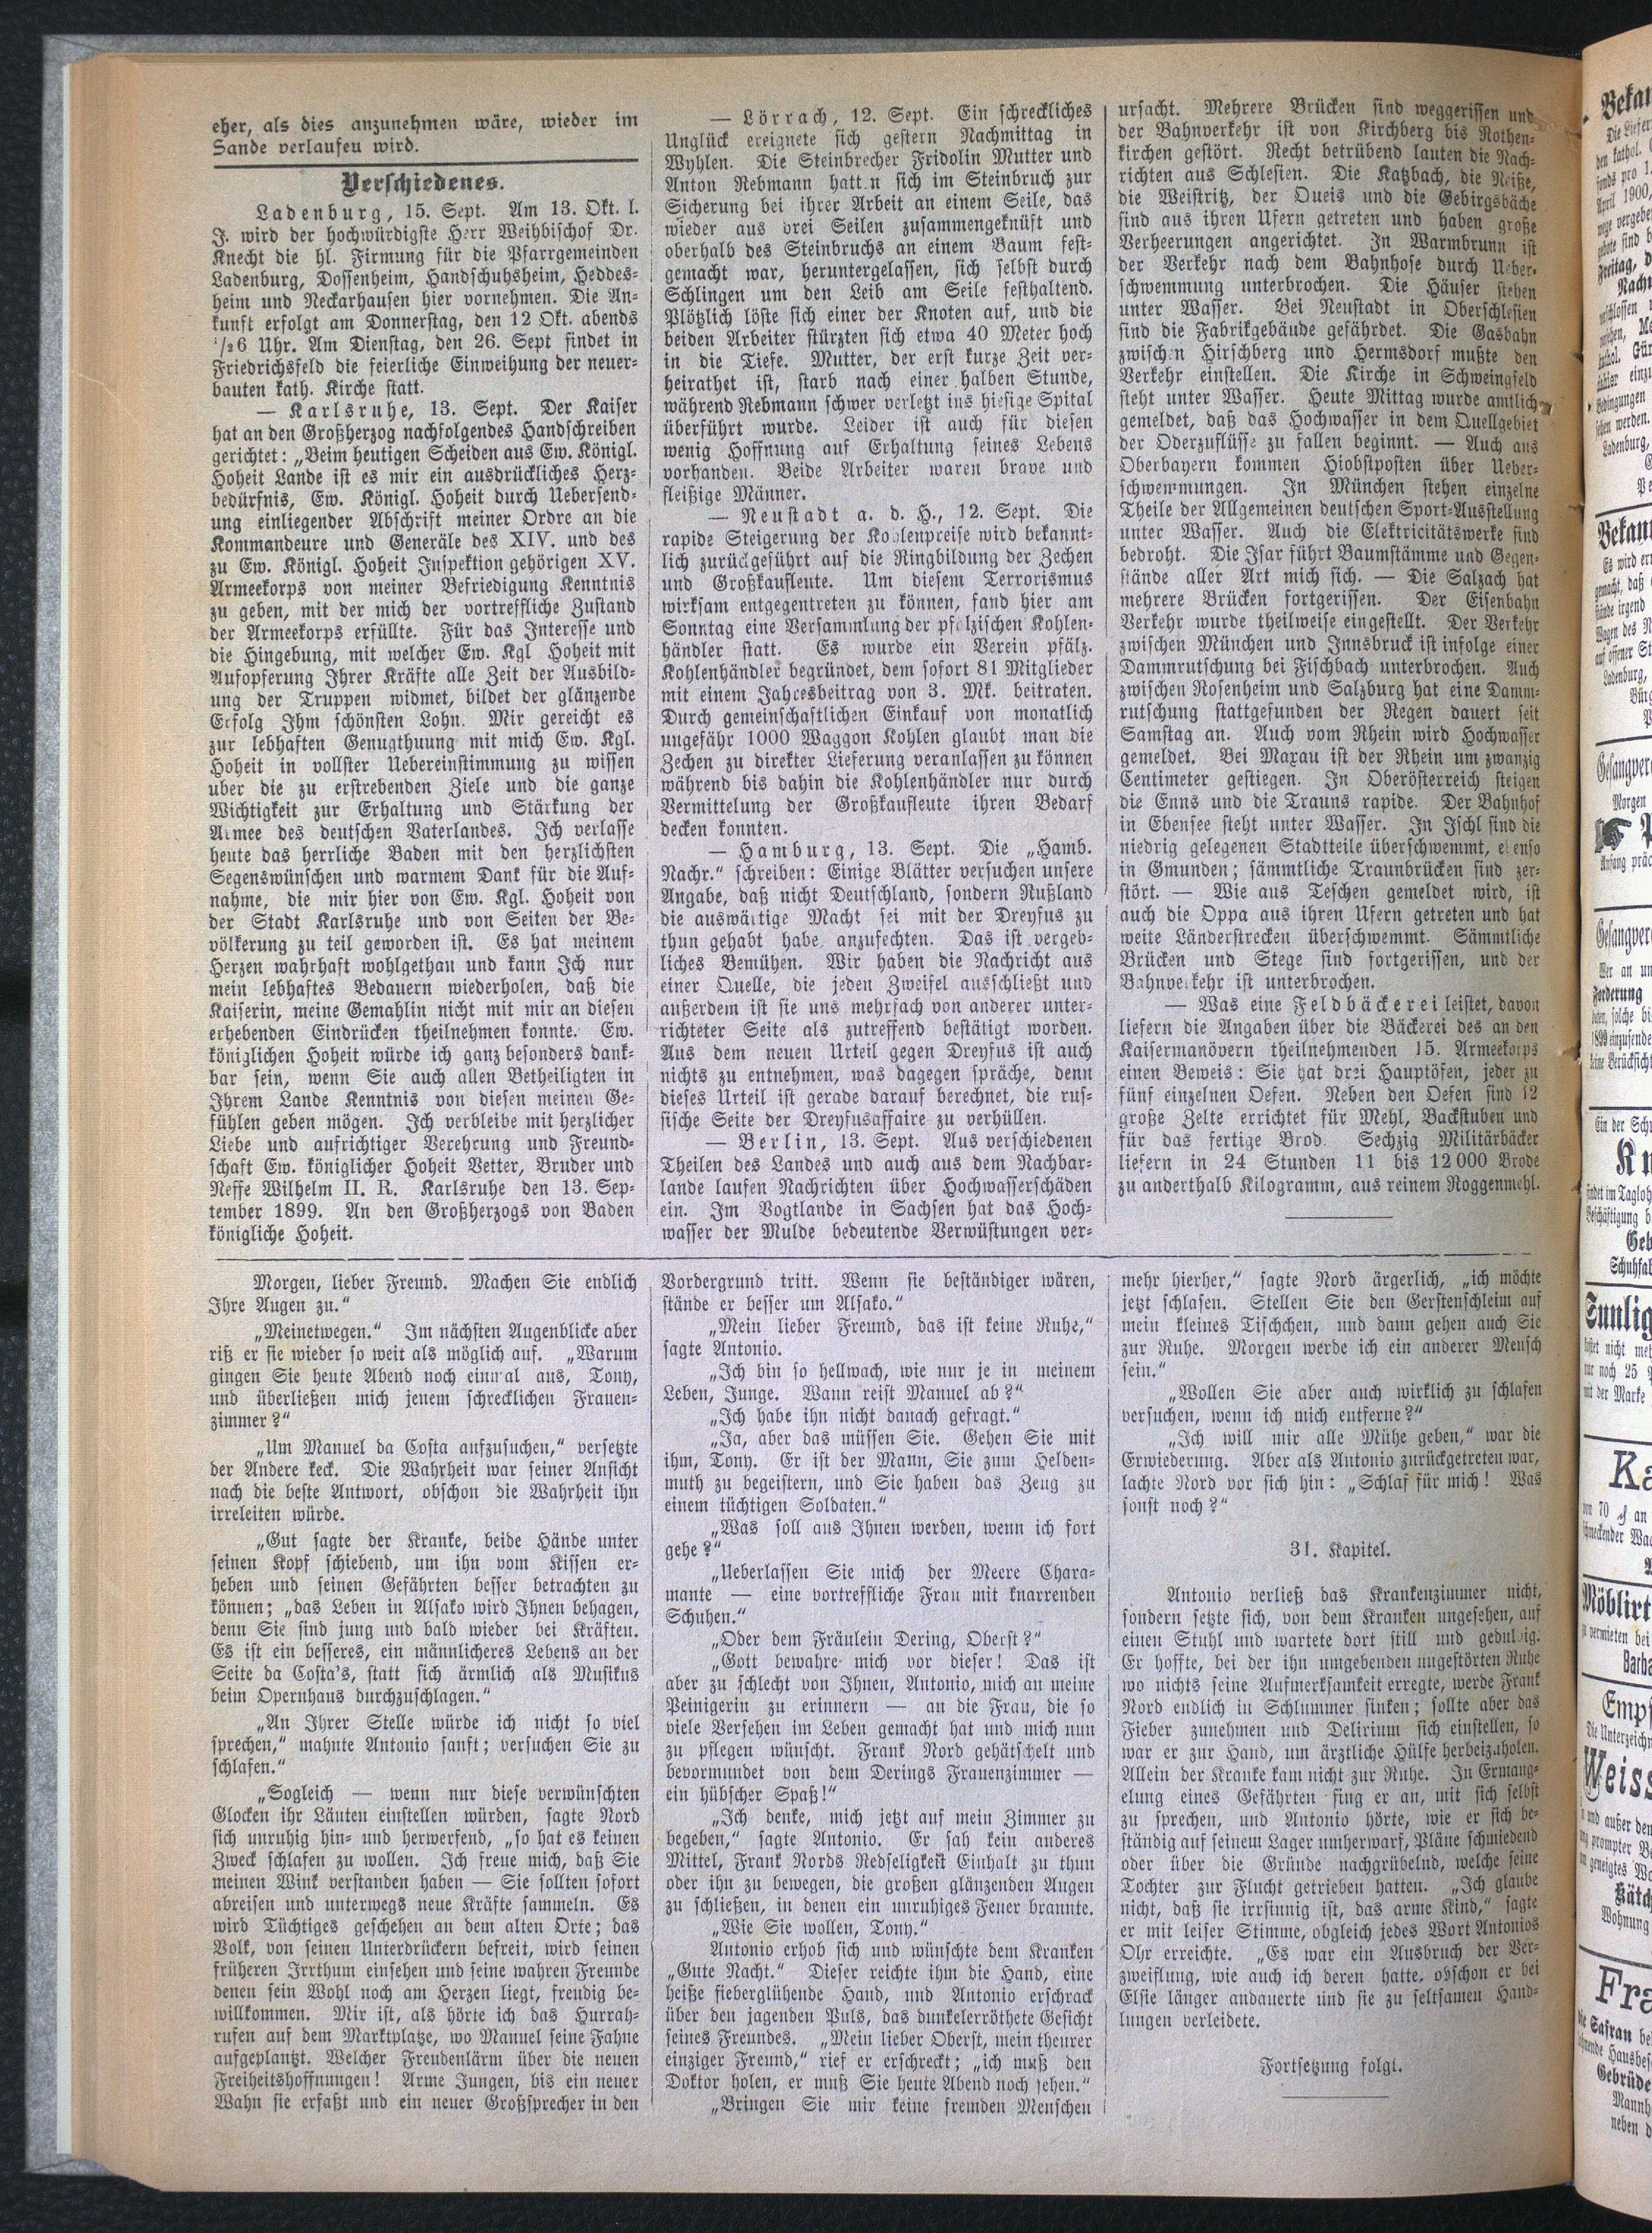 eher, als dies anzunehmen wäre, wieder im
Sande verlaufeu wird.
Verschiedenes.
Ladenburg, 15. Sept. Am 13. Okt. l.
J. wird der hochwürdigste Herr Weihbischof Dr.
Knecht die hl. Firmung für die Pfarrgemeinden
Ladenburg, Dossenheim, Handschuhsheim, Heddes-
heim und Neckarhausen hier vornehmen. Die An-
kunft erfolgt am Donnerstag, den 12 Okt. abends
1/26 Uhr. Am Dienstag, den 26. Sept findet in
Friedrichsfeld die feierliche Einweihung der neuer-
bauten kath. Kirche statt.
— Karlsruhe, 13. Sept. Der Kaiser
hat an den Großherzog nachfolgendes Handschreiben
gerichtet: „Beim heutigen Scheiden aus Ew. Königl.
Hoheit Lande ist es mir ein ausdrückliches Herz-
bedürfnis, Ew. Königl. Hoheit durch Uebersend-
ung einliegender Abschrift meiner Ordre an die
Kommandeure und Generäle des XIV. und des
zu Ew. Königl. Hoheit Inspektion gehörigen XV.
Armeekorps von meiner Befriedigung Kenntnis
zu geben, mit der mich der vortreffliche Zustand
der Armeekorps erfüllte. Für das Interesse und
die Hingebung, mit welcher Ew. Kgl Hoheit mit
Aufopferung Ihrer Kräfte alle Zeit der Ausbild-
ung der Truppen widmet, bildet der glänzende
Erfolg Ihm schönsten Lohn. Mir gereicht es
zur lebhaften Genugthuung mit mich Ew. Kgl.
Hoheit in vollster Uebereinstimmung zu wissen
uber die zu erstrebenden Ziele und die ganze
Wichtigkeit zur Erhaltung und Stärkung der
Armee des deutschen Vaterlandes. Ich verlasse
heute das herrliche Baden mit den herzlichsten
Segenswünschen und warmem Dank für die Auf-
nahme, die mir hier von Ew. Kgl. Hoheit von
der Stadt Karlsruhe und von Seiten der Be-
völkerung zu teil geworden ist. Es hat meinem
Herzen wahrhaft wohlgethan und kann Ich nur
mein lebhaftes Bedauern wiederholen, daß die
Kaiserin, meine Gemahlin nicht mit mir an diesen
erhebenden Eindrücken theilnehmen konnte. Ew.
königlichen Hoheit würde ich ganz besonders dank-
bar sein, wenn Sie auch allen Betheiligten in
Ihrem Lande Kenntnis von diesen meinen Ge-
fühlen geben mögen. Ich verbleibe mit herzlicher
Liebe und aufrichtiger Verehrung und Freund-
schaft Ew. königlicher Hoheit Vetter, Bruder und
Neffe Wilhelm II. R. Karlsruhe den 13. Sep-
tember 1899. An den Großherzogs von Baden
königliche Hoheit.
— Lörrach, 12. Sept. Ein schreckliches
Unglück ereignete sich gestern Nachmittag in
Wyhlen. Die Steinbrecher Fridolin Mutter und
Anton Rebmann hatt.n sich im Steinbruch zur
Sicherung bei ihrer Arbeit an einem Seile, das
wieder aus drei Seilen zusammengeknüft und
oberhalb des Steinbruchs an einem Baum fest-
gemacht war, heruntergelassen, sich selbst durch
Schlingen um den Leib am Seile festhaltend.
Plötzlich löste sich einer der Knoten auf, und die
beiden Arbeiter stürzten sich etwa 40 Meter hoch
in die Tiefe. Mutter, der erst kurze Zeit ver-
heirathet ist, starb nach einer halben Stunde,
während Rebmann schwer verletzt ins hiesige Spital
überführt wurde. Leider ist auch für diesen
wenig Hoffnung auf Erhaltung seines Lebens
vorhanden. Beide Arbeiter waren brave und
fleißige Männer.
— Neustadt a. d. H., 12. Sept. Die
rapide Steigerung der Kohlenpreise wird bekannt-
lich zurückgeführt auf die Ringbildung der Zechen
und Großkaufleute. Um diesem Terrorismus
wirksam entgegentreten zu können, fand hier am
Sonntag eine Versammlung der pfälzischen Kohlen-
händler statt. Es wurde ein Verein pfälz.
Kohlenhändler begründet, dem sofort 81 Mitglieder
mit einem Jahresbeitrag von 3. Mk. beitraten.
Durch gemeinschaftlichen Einkauf von monatlich
ungefähr 1000 Waggon Kohlen glaubt man die
Zechen zu direkter Lieferung veranlassen zu können
während bis dahin die Kohlenhändler nur durch
Vermittelung der Großkaufleute ihren Bedarf
decken konnten.
— Hamburg, 13. Sept. Die „Hamb.
Nachr.“ schreiben: Einige Blätter versuchen unsere
Angabe, daß nicht Deutschland, sondern Rußland
die auswärtige Macht sei mit der Dreyfus zu
thun gehabt habe, anzufechten. Das ist vergeb-
liches Bemühen. Wir haben die Nachricht aus
einer Quelle, die jeden Zweifel ausschließt und
außerdem ist sie uns mehrfach von anderer unter-
richteter Seite als zutreffend bestätigt worden.
Aus dem neuen Urteil gegen Dreyfus ist auch
nichts zu entnehmen, was dagegen spräche, denn
dieses Urteil ist gerade darauf berechnet, die rus-
sische Seite der Dreyfusaffaire zu verhüllen.
— Berlin, 13. Sept. Aus verschiedenen
Theilen des Landes und auch aus dem Nachbar-
lande laufen Nachrichten über Hochwasserschäden
ein. Im Vogtlande in Sachsen hat das Hoch-
wasser der Mulde bedeutende Verwüstungen ver-
ursacht. Mehrere Brücken sind weggerissen und
der Bahnverkehr ist von Kirchberg bis Rothen-
kirchen gestört. Recht betrübend lauten die Nach-
richten aus Schlesien. Die Katzbach, die Neiße,
die Weistritz, der Queis und die Gebirgsbäche
sind aus ihren Ufern getreten und haben große
Verheerungen angerichtet. In Warmbrunn ist
der Verkehr nach dem Bahnhofe durch Ueber-
schwemmung unterbrochen. Die Häuser stehen
unter Wasser. Bei Neustadt in Oberschlesien
sind die Fabrikgebäude gefährdet. Die Gasbahn
zwischen Hirschberg und Hermsdorf mußte den
Verkehr einstellen. Die Kirche in Schweingfeld
steht unter Wasser. Heute Mittag wurde amtlich
gemeldet, daß das Hochwasser in dem Quellgebiet
der Oderzuflüsse zu fallen beginnt. — Auch aus
Oberbayern kommen Hiobstposten über Ueber-
schwemmungen. In München stehen einzelne
Theile der Allgemeinen deutschen Sport-Ausstellung
unter Wasser. Auch die Elektricitätswerke sind
bedroht. Die Isar führt Baumstämme und Gegen-
stände aller Art mich sich. — Die Salzach hat
mehrere Brücken fortgerissen. Der Eisenbahn
Verkehr wurde theilweise eingestellt. Der Verkehr
zwischen München und Innsbruck ist infolge einer
Dammrutschung bei Fischbach unterbrochen. Auch
zwischen Rosenheim und Salzburg hat eine Damm-
rutschung stattgefunden der Regen dauert seit
Samstag an. Auch vom Rhein wird Hochwasser
gemeldet. Bei Maxau ist der Rhein um zwanzig
Centimeter gestiegen. In Oberösterreich steigen
die Enns und die Trauns rapide. Der Bahnhof
in Ebensee steht unter Wasser. In Ischl sind die
niedrig gelegenen Stadtteile überschwemmt, ebenso
in Gmunden; sämmtliche Traunbrücken sind zer-
stört. — Wie aus Teschen gemeldet wird, ist
auch die Oppa aus ihren Ufern getreten und hat
weite Länderstrecken überschwemmt. Sämmtliche
Brücken und Stege sind fortgerissen, und der
Bahnverkehr ist unterbrochen.
— Was eine Feldbäckerei leistet, davon
liefern die Angaben über die Bäckerei des an den
Kaisermanövern theilnehmenden 15. Armeekorps
einen Beweis: Sie hat drei Hauptöfen, jeder zu
fünf einzelnen Oefen. Neben den Oefen sind 12
große Zelte errichtet für Mehl, Backstuben und
für das fertige Brod. Sechzig Militärbäcker
liefern in 24 Stunden 11 bis 12 000 Brode
zu anderthalb Kilogramm, aus reinem Roggenmehl.
Morgen, lieber Freund. Machen Sie endlich
Ihre Augen zu.“
„Meinetwegen.“ Im nächsten Augenblicke aber
riß er sie wieder so weit als möglich auf. „Warum
gingen Sie heute Abend noch einmal aus, Tony,
und überließen mich jenem schrecklichen Frauen-
zimmer?“
„Um Manuel da Costa aufzusuchen,“ versetzte
der Andere keck. Die Wahrheit war seiner Ansicht
nach die beste Antwort, obschon die Wahrheit ihn
irreleiten würde.
„Gut sagte der Kranke, beide Hände unter
seinen Kopf schiebend, um ihn vom Kissen er-
heben und seinen Gefährten besser betrachten zu
können; „das Leben in Alsako wird Ihnen behagen,
denn Sie sind jung und bald wieder bei Kräften.
Es ist ein besseres, ein männlicheres Lebens an der
Seite da Costa's, statt sich ärmlich als Musikus
beim Opernhaus durchzuschlagen.“
„An Ihrer Stelle würde ich nicht so viel
sprechen,“ mahnte Antonio sanft; versuchen Sie zu
schlafen.“
„Sogleich — wenn nur diese verwünschten
Glocken ihr Läuten einstellen würden, sagte Nord
sich unruhig hin- und herwerfend, „so hat es keinen
Zweck schlafen zu wollen. Ich freue mich, daß Sie
meinen Wink verstanden haben — Sie sollten sofort
abreisen und unterwegs neue Kräfte sammeln. Es
wird Tüchtiges geschehen an dem alten Orte; das
Volk, von seinen Unterdrückern befreit, wird seinen
früheren Irrthum einsehen und seine wahren Freunde
denen sein Wohl noch am Herzen liegt, freudig be-
willkommen. Mir ist, als hörte ich das Hurrah-
rufen auf dem Marktplatze, wo Manuel seine Fahne
aufgeplantzt. Welcher Freudenlärm über die neuen
Freiheitshoffnungen! Arme Jungen, bis ein neuer
Wahn sie erfaßt und ein neuer Großsprecher in den
Vordergrund tritt. Wenn sie beständiger wären,
stände er besser um Alsako.“
„Mein lieber Freund, das ist keine Ruhe,“
sagte Antonio.
„Ich bin so hellwach, wie nur je in meinem
Leben, Junge. Wann reist Manuel ab?“
„Ich habe ihn nicht danach gefragt.“
„Ja, aber das müssen Sie. Gehen Sie mit
ihm, Tony. Er ist der Mann, Sie zum Helden-
muth zu begeistern, und Sie haben das Zeug zu
einem tüchtigen Soldaten.“
„Was soll aus Ihnen werden, wenn ich fort
gehe?“
„Ueberlassen Sie mich der Meere Chara-
mante — eine vortreffliche Frau mit knarrenden
Schuhen.“
„Oder dem Fräulein Dering, Oberst?“
„Gott bewahre mich vor dieser! Das ist
aber zu schlecht von Ihnen, Antonio, mich an meine
Peinigerin zu erinnern — an die Frau, die so
viele Versehen im Leben gemacht hat und mich nun
zu pflegen wünscht. Frank Nord gehätschelt und
bevormundet von dem Derings Frauenzimmer —
ein hübscher Spaß!“
„Ich denke, mich jetzt auf mein Zimmer zu
begeben,“ sagte Antonio. Er sah kein anderes
Mittel, Frank Nords Redseligkeit Einhalt zu thun
oder ihn zu bewegen, die großen glänzenden Augen
zu schließen, in denen ein unruhiges Feuer brannte.
„Wie Sie wollen, Tony.“
Antonio erhob sich und wünschte dem Kranken
„Gute Nacht.“ Dieser reichte ihm die Hand, eine
heiße fieberglühende Hand, und Antonio erschrack
über den jagenden Puls, das dunkelerröthete Gesicht
seines Freundes. „Mein lieber Oberst, mein theurer
einziger Freund,“ rief er erschreckt; „ich muß den
Doktor holen, er muß Sie heute Abend noch sehen.“
„Bringen Sie mir keine fremden Menschen
mehr hierher,“ sagte Nord ärgerlich, „ich möchte
jetzt schlafen. Stellen Sie den Gerstenschleim auf
mein kleines Tischchen, und dann gehen auch Sie
zur Ruhe. Morgen werde ich ein anderer Mensch
sein.“
„Wollen Sie aber auch wirklich zu schlafen
versuchen, wenn ich mich entferne?“
„Ich will mir alle Mühe geben,“ war die
Erwiederung. Aber als Antonio zurückgetreten war,
lachte Nord vor sich hin: „Schlaf für mich! Was
sonst noch?“
31. Kapitel.
Antonio verließ das Krankenzimmer nicht,
sondern setzte sich, von dem Kranken ungesehen, auf
einen Stuhl und wartete dort still und geduldig.
Er hoffte, bei der ihn umgebenden ungestörten Ruhe
wo nichts seine Aufmerksamkeit erregte, werde Frank
Nord endlich in Schlummer sinken; sollte aber das
Fieber zunehmen und Delirium sich einstellen, so
war er zur Hand, um ärztliche Hülfe herbeizuholen.
Allein der Kranke kam nicht zur Ruhe. In Ermang-
elung eines Gefährten fing er an, mit sich selbst
zu sprechen, und Antonio hörte, wie er sich be-
ständig auf seinem Lager umherwarf, Pläne schmiedend
oder über die Gründe nachgrübelnd, welche seine
Tochter zur Flucht getrieben hatten. „Ich glaube
nicht, daß sie irrsinnig ist, das arme Kind,“ sagte
er mit leiser Stimme, obgleich jedes Wort Antonios
Ohr erreichte. „Es war ein Ausbruch der Ver-
zweiflung, wie auch ich deren hatte, obschon er bei
Elsie länger andauerte und sie zu seltsamen Hand-
lungen verleidete.
Fortsetzung folgt.